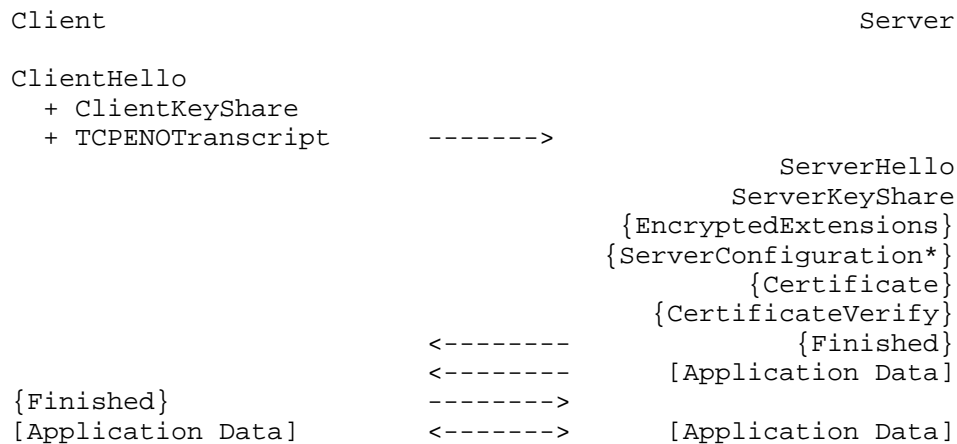 Client Server
ClientHello
+ ClientKeyShare
+ TCPENOTranscript ------->
ServerHello
ServerKeyShare
{EncryptedExtensions}
{ServerConfiguration*}
{Certificate}
{CertificateVerify}
<-------- {Finished}
<-------- [Application Data]
{Finished} -------->
[Application Data] <-------> [Application Data]